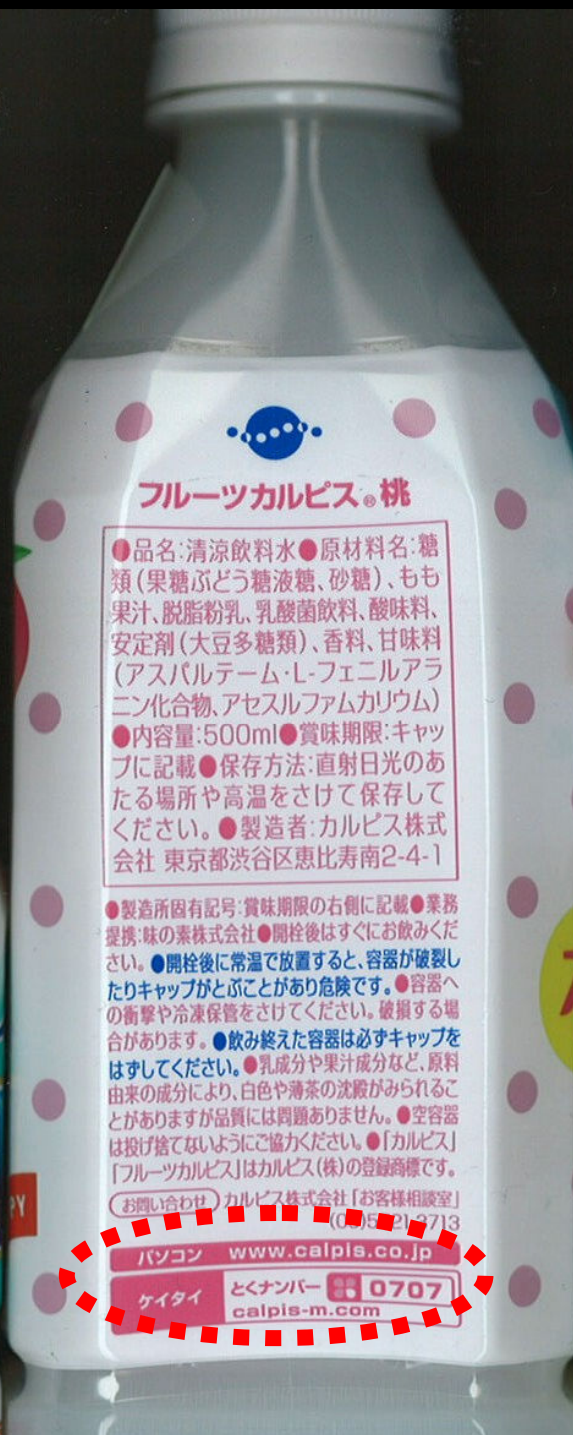 フルーツカルピス®桃
●品名:清涼飲料水●原材料名:糖
類(果糖ぶどう糖液糖、砂糖)、もも
果汁、脱脂粉乳、乳酸菌飲料、酸味料、
安定剤(大豆多糖類)、香料、甘味料
(アスパルテーム・L-フェニルアラ
ニン化合物、アセスルファムカリウム)
●内容量:500ml●賞味期限:キャッ
プに記載●保存方法:直射日光のあ
たる場所や高温をさけて保存して
ください。●製造者:カルピス株式
会社 東京都渋谷区恵比寿南2-4-1
●製造所固有記号:賞味期限の右側に記載●業務
提携:味の素株式会社●開栓後はすぐにお飲みくだ
さい。●開栓後に常温で放置すると、容器が破裂し
たりキャップがとぶことがあり危険です。●容器へ
の衝撃や冷凍保管をさけてください。破損する場
合があります。●飲み終えた容器は必ずキャップを
はずしてください。●乳成分や果汁成分など、原料
由来の成分により、白色や薄茶の沈殿がみられるこ
とがありますが品質には問題ありません。●空容器
は投げ捨てないようにご協力ください。●「カルピス」
「フルーツカルピス」はカルピス(株)の登録商標です。
お問い合わせ カルピス株式会社「お客様相談室」
パソコン www.calpis.co.jp
ケイタイ とくナンバー 0707
calpis-m.com
PY